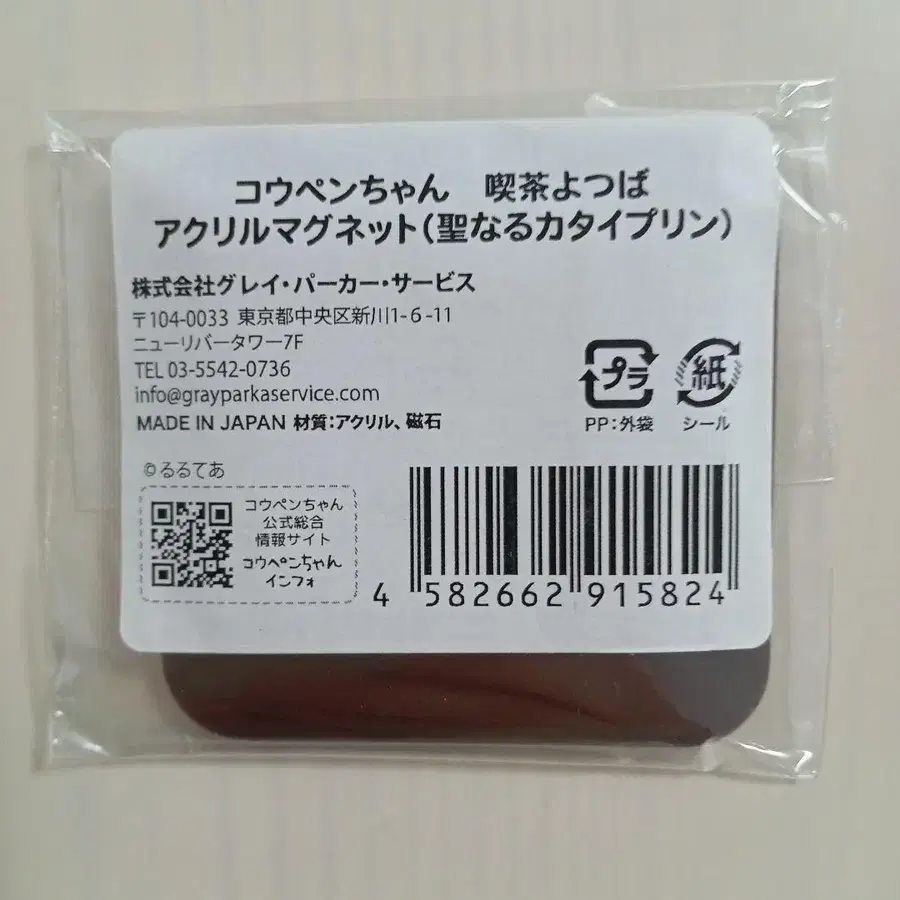 コウペンちゃん　喫茶よつば
アクリルマグネット(聖なるカタイプリン)
株式会社グレイ・パーカー・サービス
〒104-0033 東京都中央区新川1-6-11
ニューリバータワー7F
TEL 03-5542-0736
info@grayparkaservice.com
MADE IN JAPAN 材質:アクリル、磁石
プラ
PP:外袋
紙
シール
©るるてあ
コウペンちゃん
公式総合
情報サイト
コウペンちゃん
インフォ
4 582662 915824